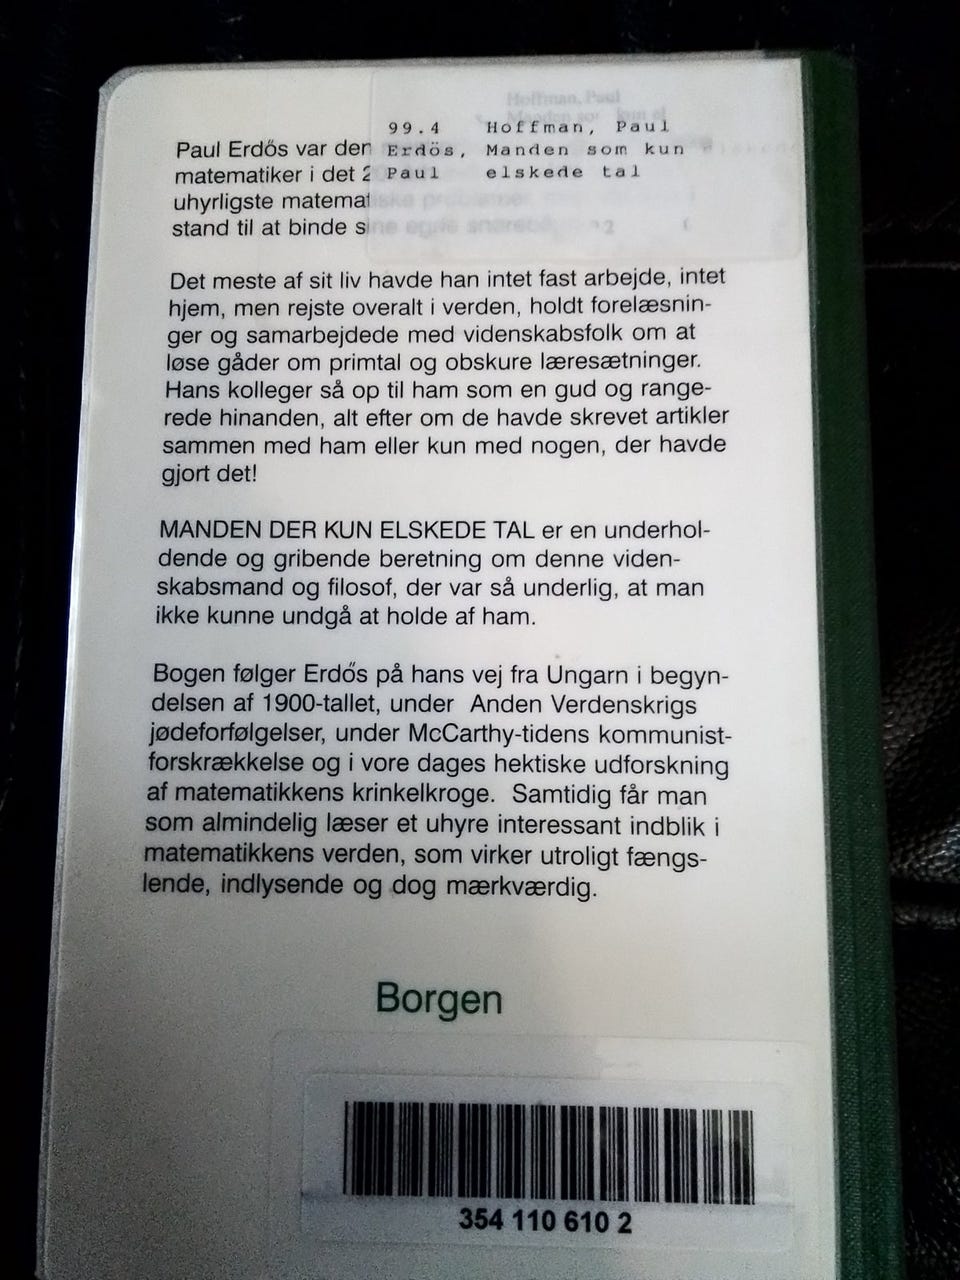 Hoffman, Paul
99.4 Hoffman, Paul
Erdös, Manden som kun
Paul elskede tal
Paul Erdős var der
matematiker i det
uhyrligste matemat
stand til at binde sine egne
Det meste af sit liv havde han intet fast arbejde, intet
hjem, men rejste overalt i verden, holdt forelæsnin-
ger og samarbejdede med videnskabsfolk om at
løse gåder om primtal og obskure læresætninger.
Hans kolleger så op til ham som en gud og range-
rede hinanden, alt efter om de havde skrevet artikler
sammen med ham eller kun med nogen, der havde
gjort det!
MANDEN DER KUN ELSKEDE TAL er en underhol-
dende og gribende beretning om denne viden-
skabsmand og filosof, der var så underlig, at man
ikke kunne undgå at holde af ham.
Bogen følger Erdős på hans vej fra Ungarn i begyn-
delsen af 1900-tallet, under Anden Verdenskrigs
jødeforfølgelser, under McCarthy-tidens kommunist-
forskrækkelse og i vore dages hektiske udforskning
af matematikkens krinkelkroge. Samtidig får man
som almindelig læser et uhyre interessant indblik i
matematikkens verden, som virker utroligt fængs-
lende, indlysende og dog mærkværdig.
Borgen
354 110 610 2